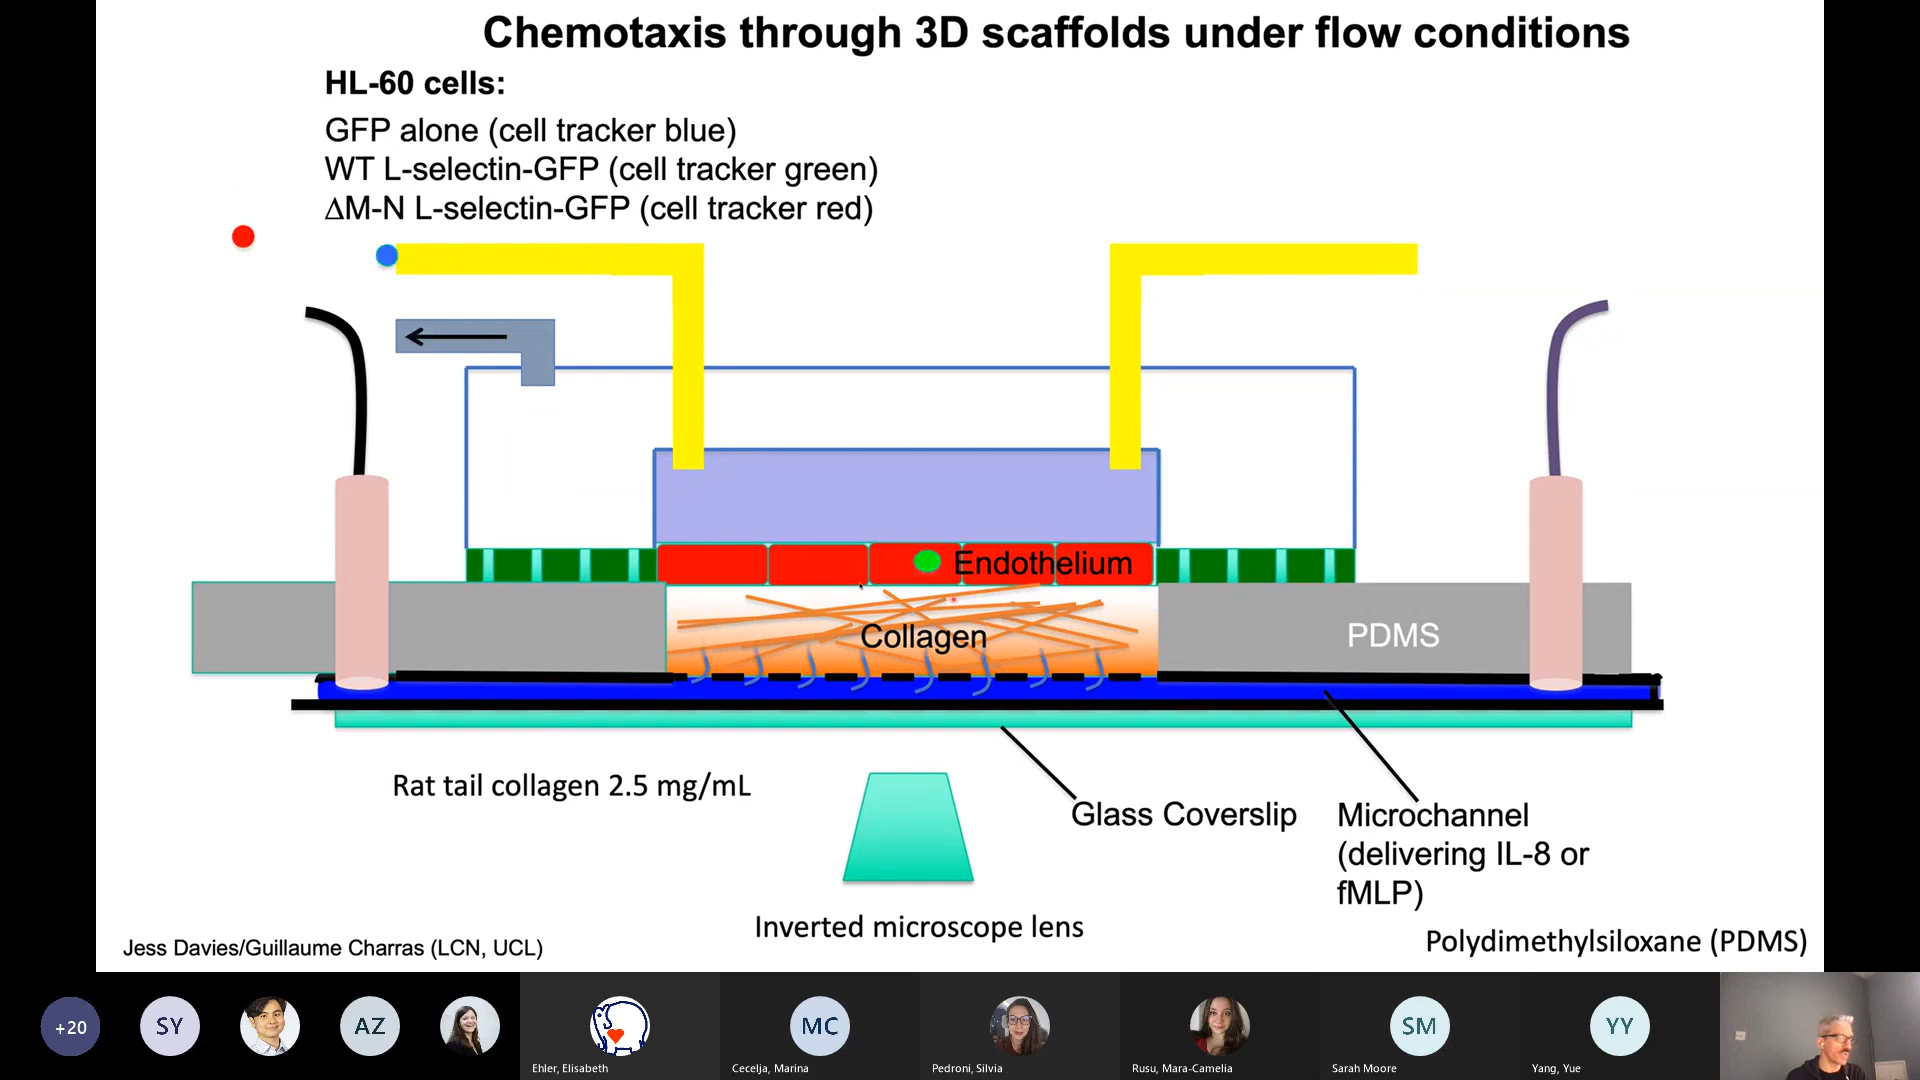 Chemotaxis through 3D scaffolds under flow conditions
HL-60 cells:
GFP alone (cell tracker blue)
WT L-selectin-GFP (cell tracker green)
ΔM-N L-selectin-GFP (cell tracker red)
Endothelium
Collagen
PDMS
Rat tail collagen 2.5 mg/mL
Glass Coverslip
Microchannel
(delivering IL-8 or
fMLP)
Inverted microscope lens
Jess Davies/Guillaume Charras (LCN, UCL)
Polydimethylsiloxane (PDMS)
+20
SY
AZ
MC
SM
YY
Ehler, Elisabeth
Cecelja, Marina
Pedroni, Silvia
Rusu, Mara-Camelia
Sarah Moore
Yang, Yue